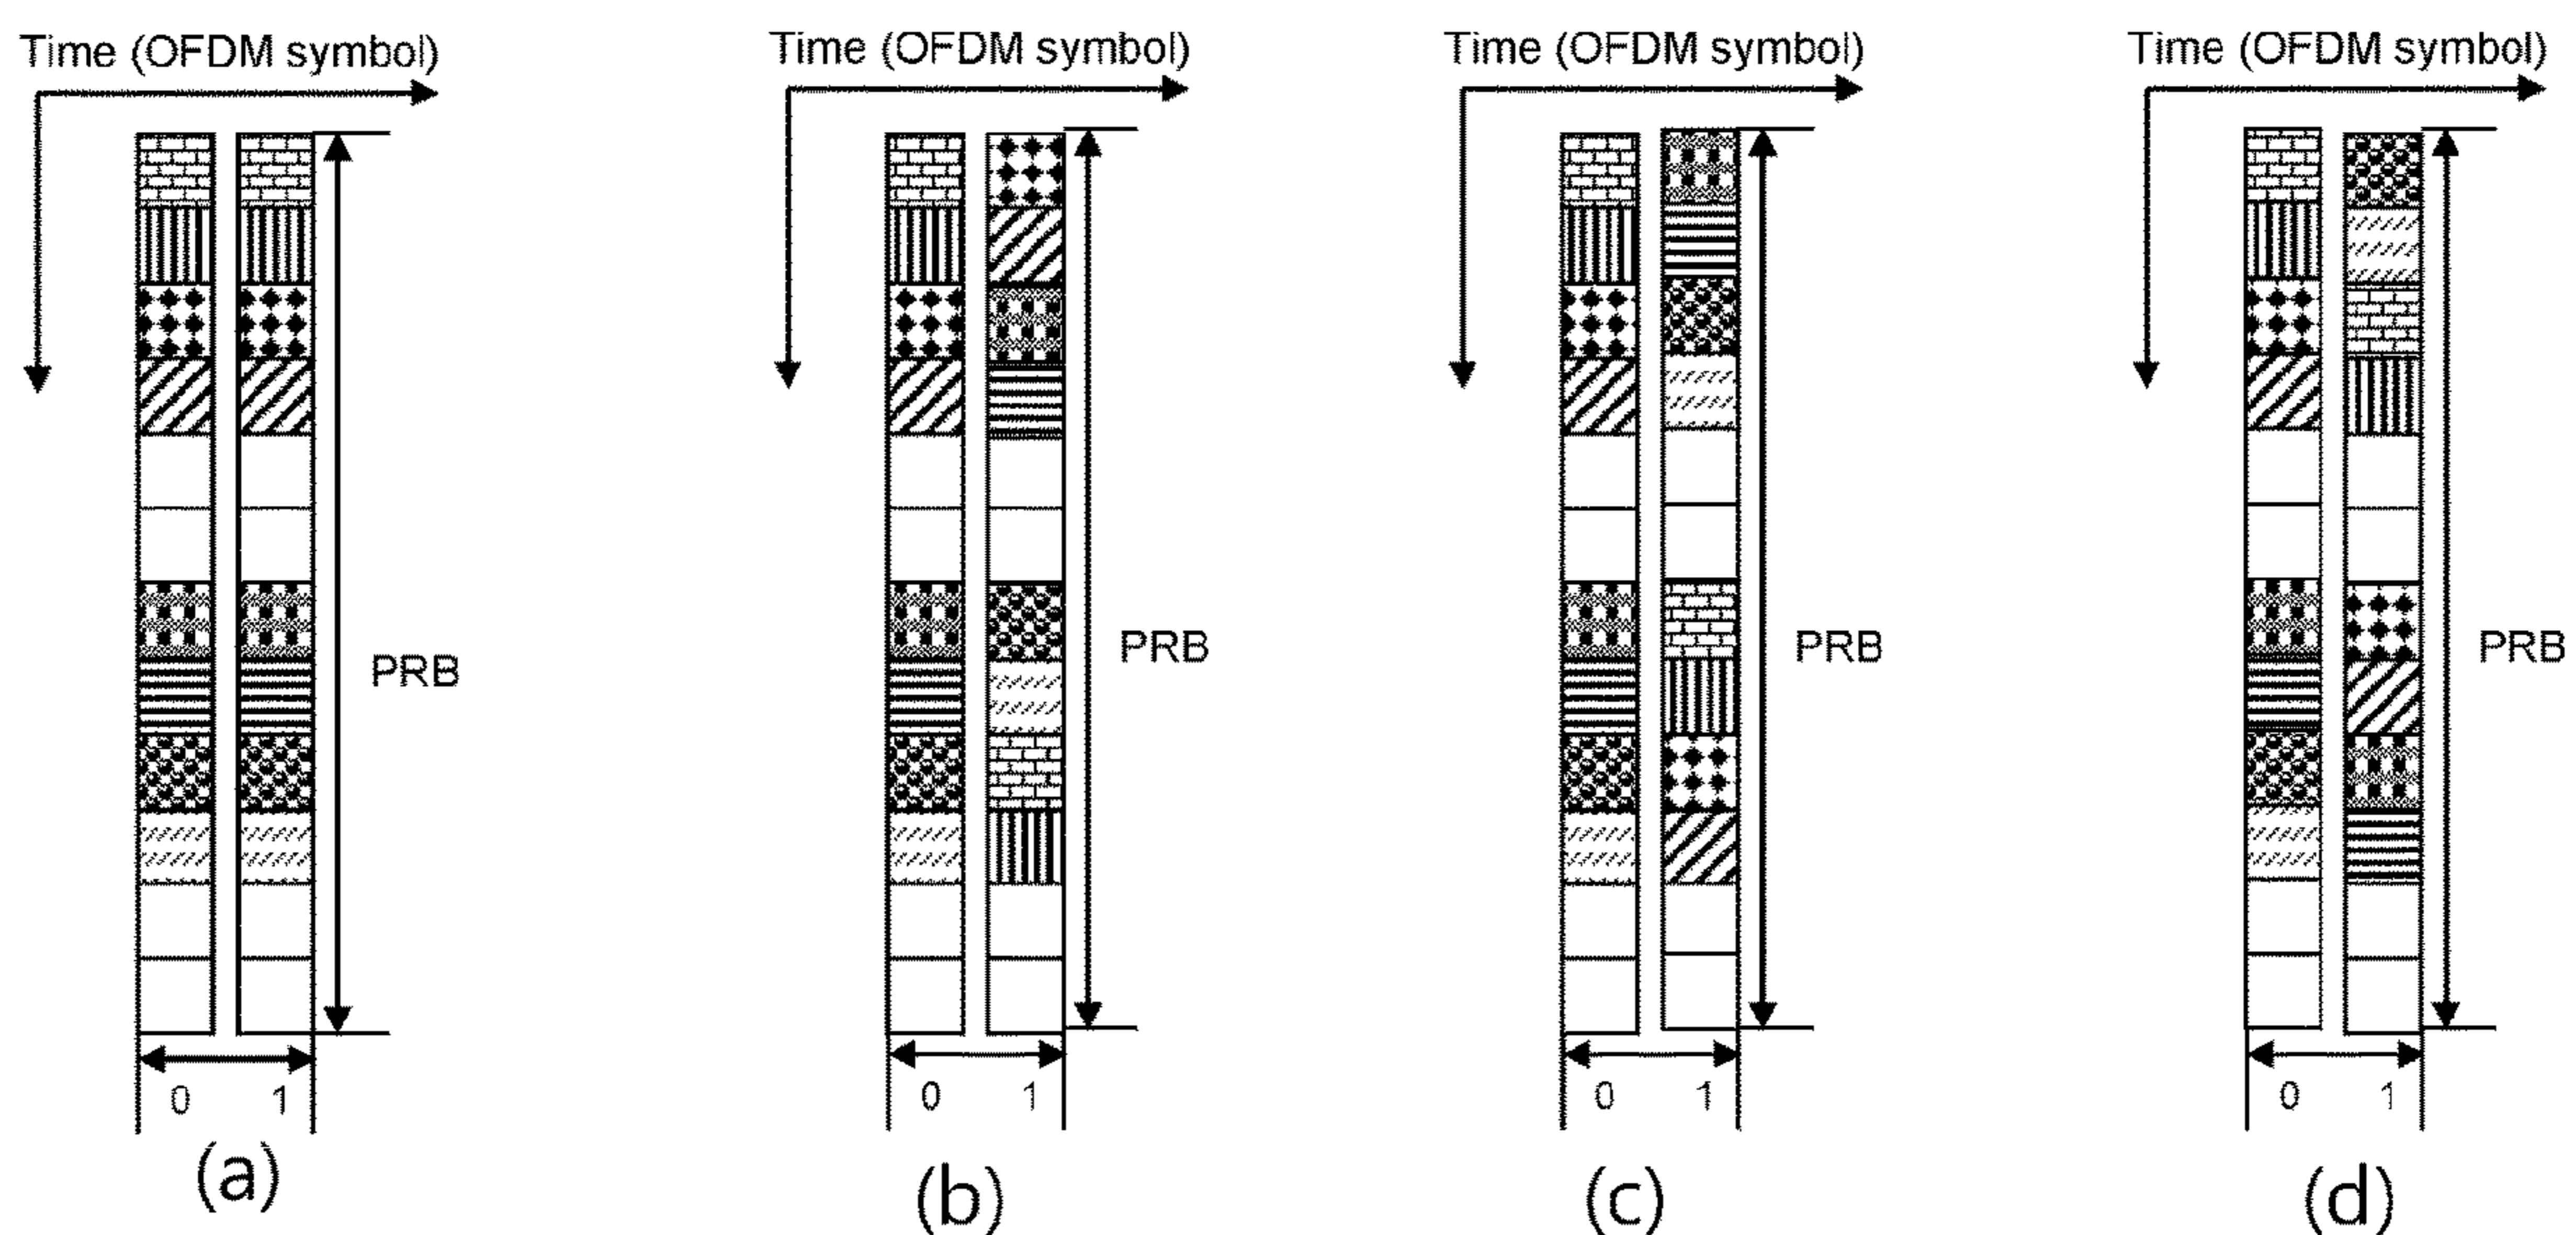 Time (OFDM symbol) Time (OFDM symbol) Time (OFDM symbol) Time (OFDM symbol)
PRB PRB PRB PRB
0 1 0 1 0 1 0 1
(a) (b) (c) (d)